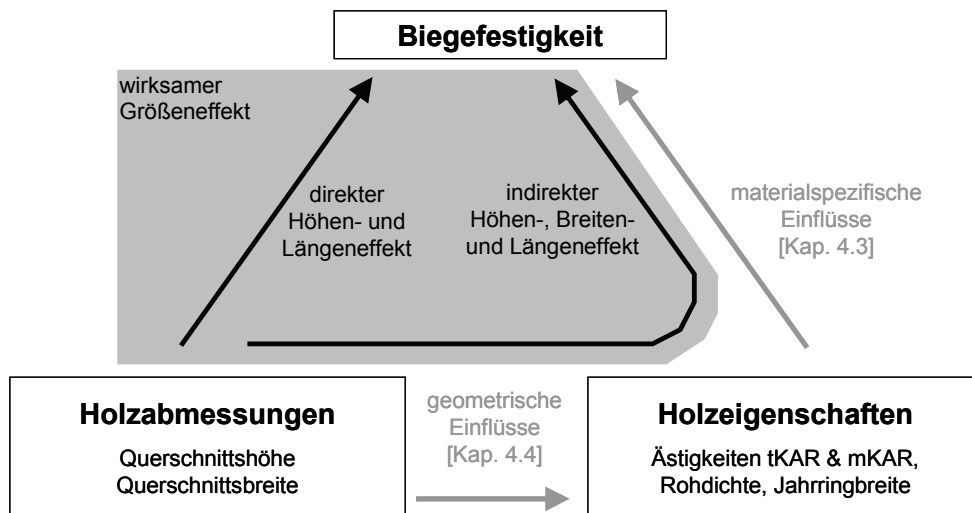 Biegefestigkeit
wirksamer
Größeneffekt
direkter
Höhen- und
Längeneffekt
indirekter
Höhen-, Breiten-
und Längeneffekt
materialspezifische
Einflüsse
[Kap. 4.3]
Holzabmessungen
Querschnittshöhe
Querschnittsbreite
geometrische
Einflüsse
[Kap. 4.4]
Holzeigenschaften
Ästigkeiten tKAR & mKAR,
Rohdichte, Jahrringbreite